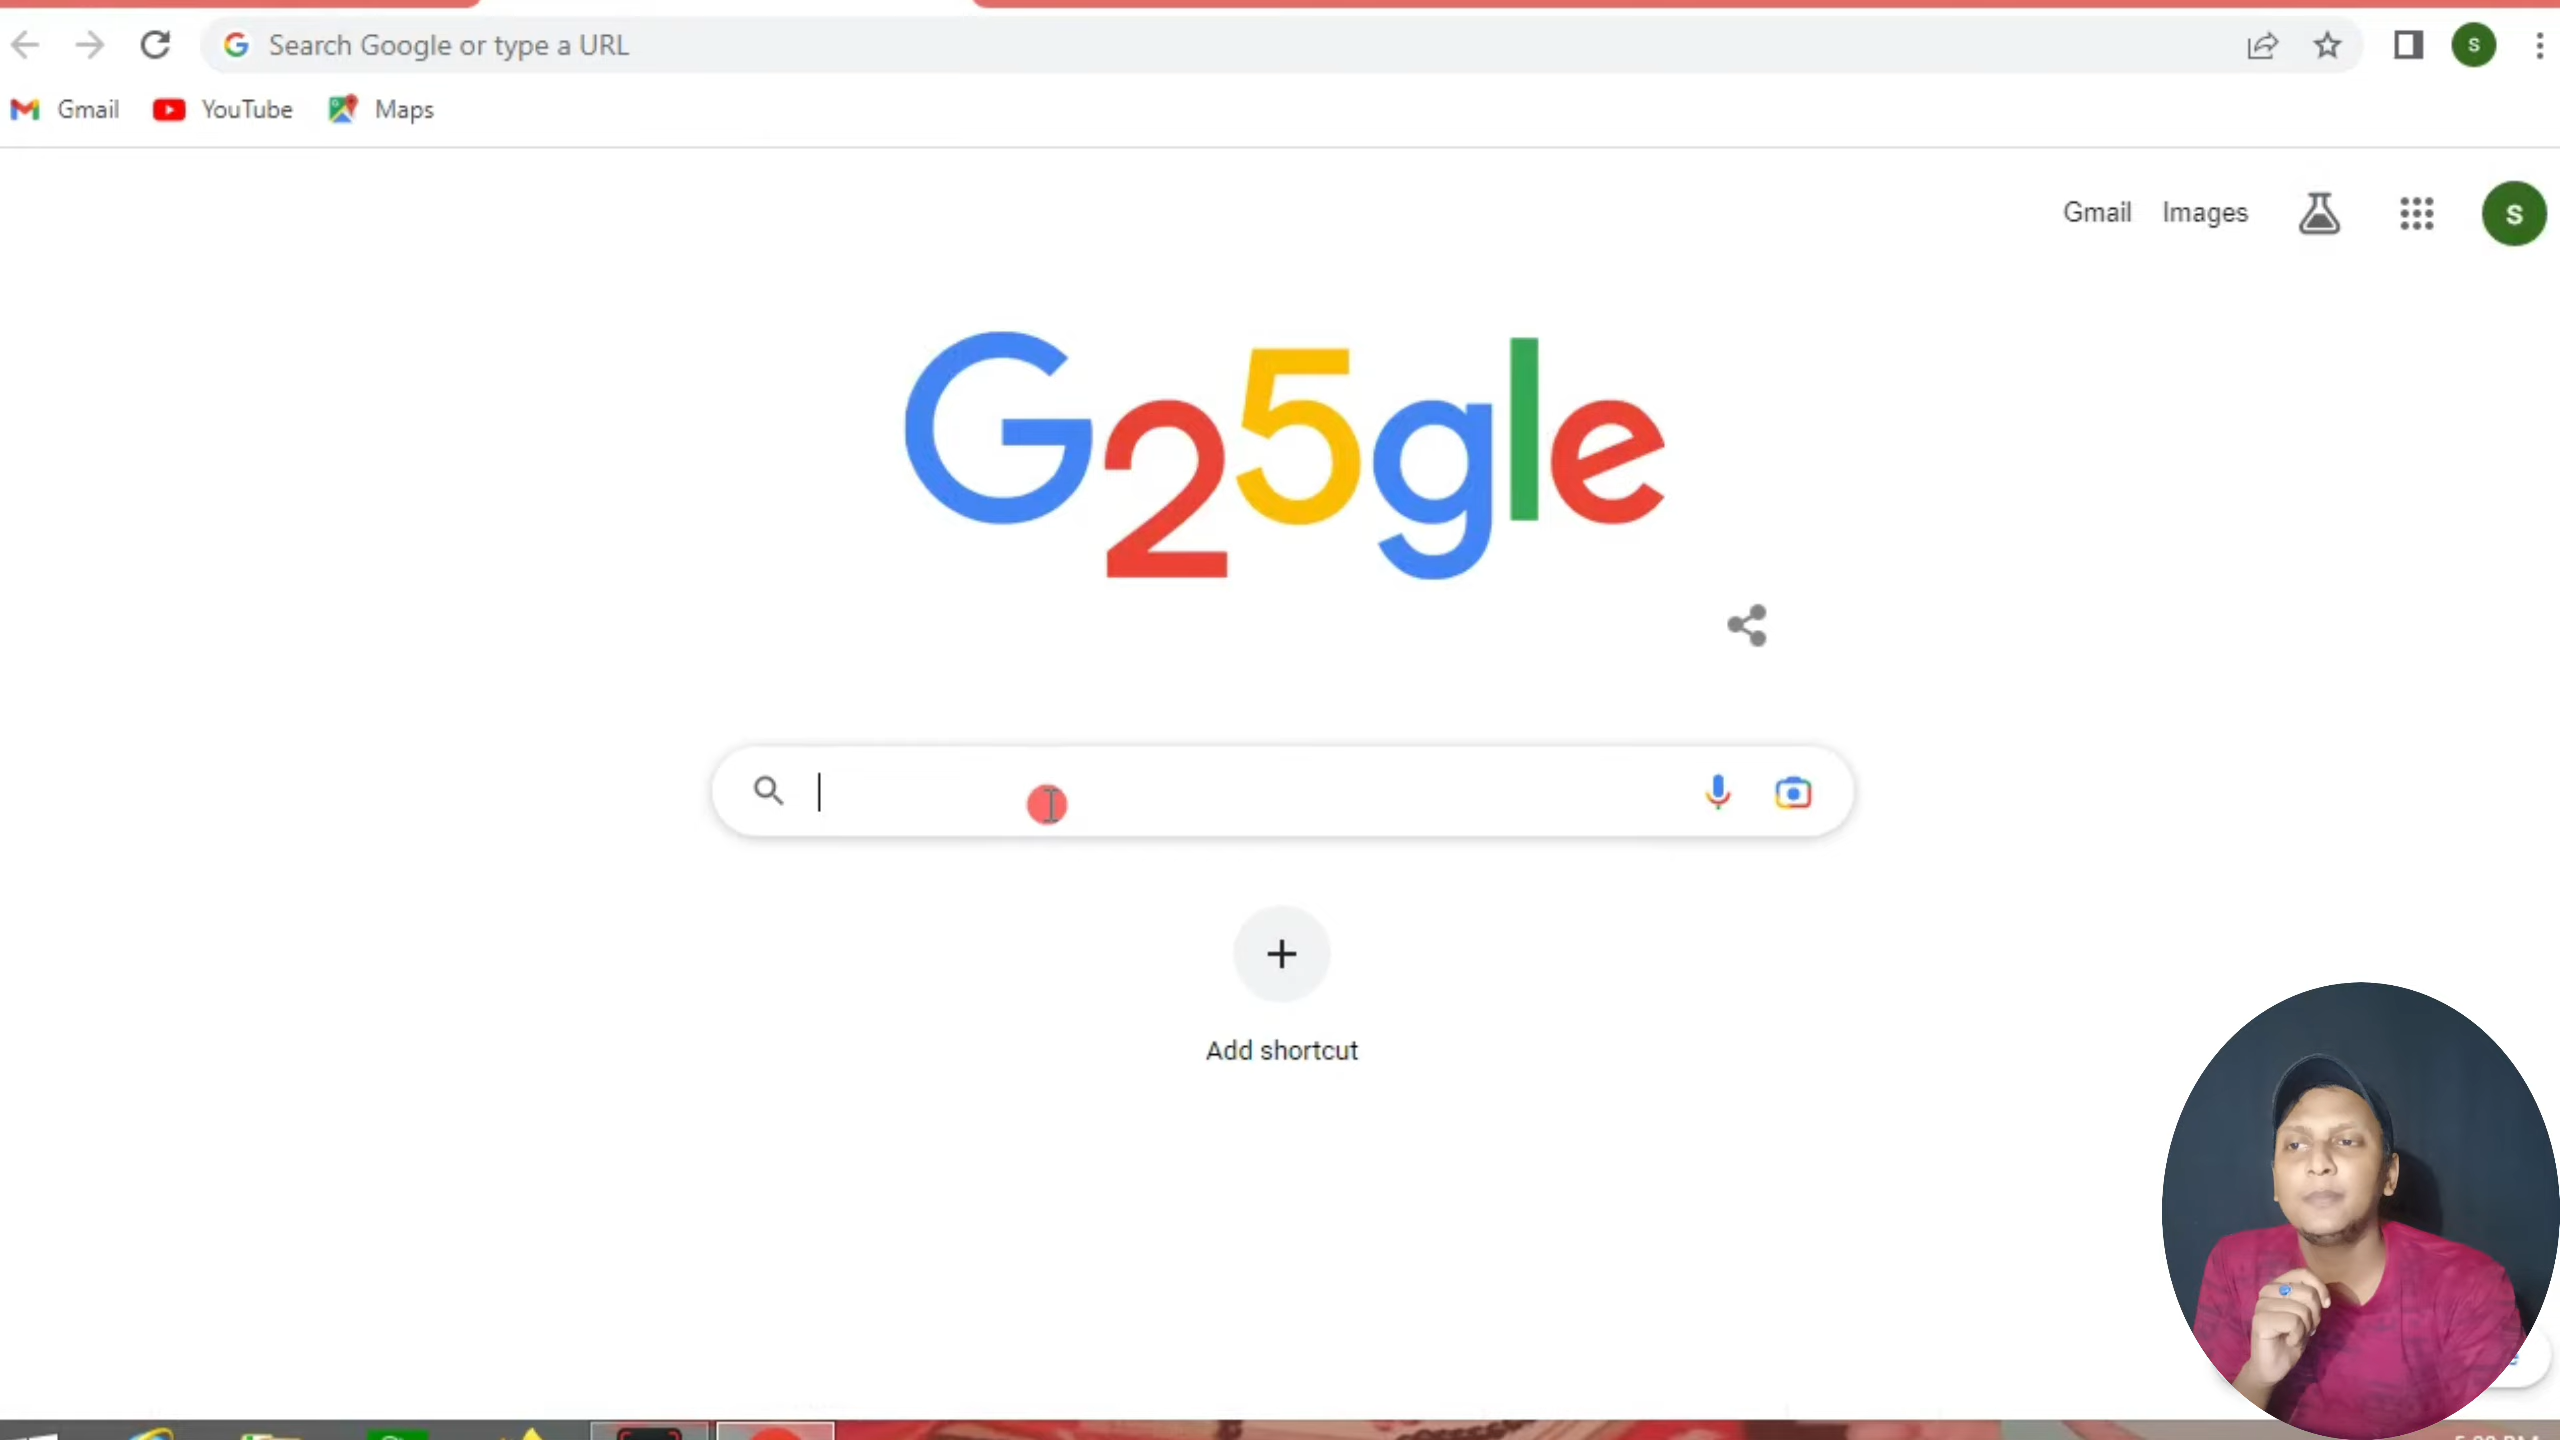 Search Google or type a URL
S
Gmail YouTube Maps
Gmail Images
S
G25gle
Add shortcut